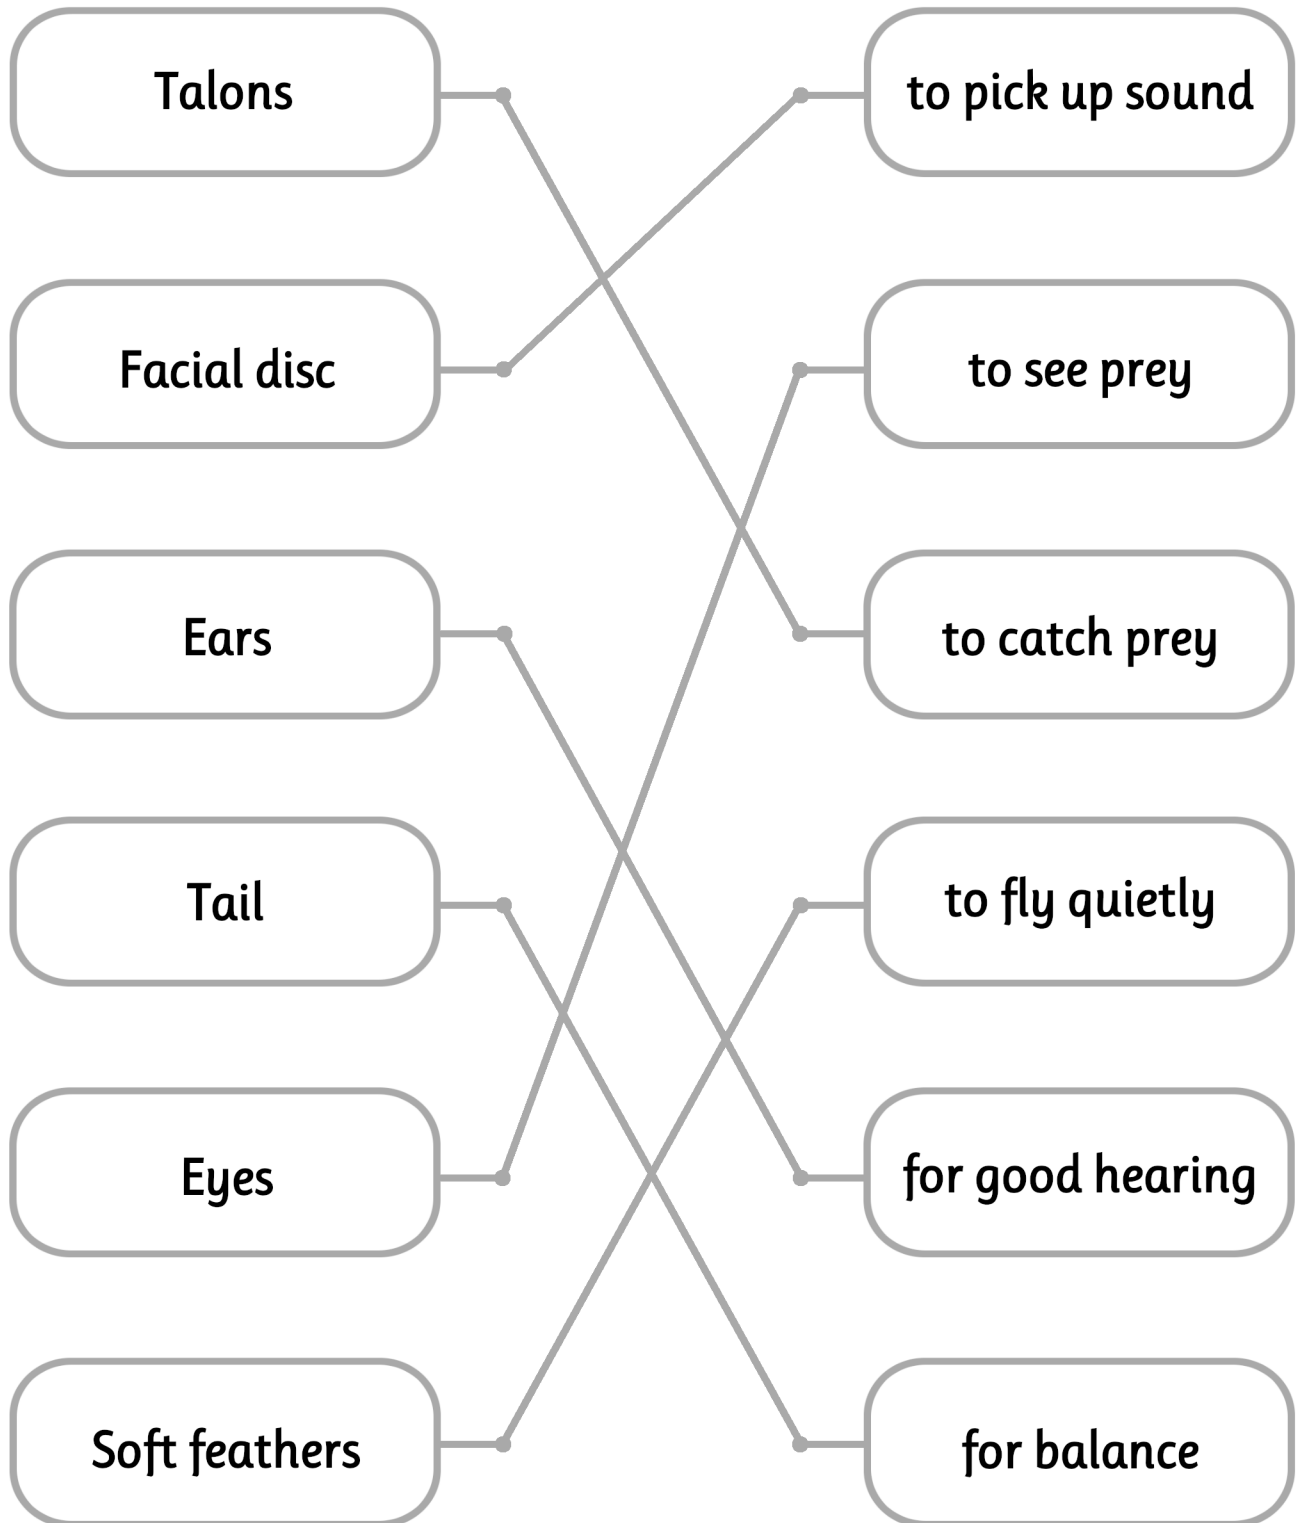 Talons
to pick up sound
Facial disc
to see prey
Ears
to catch prey
Tail
to fly quietly
Eyes
for good hearing
Soft feathers
for balance